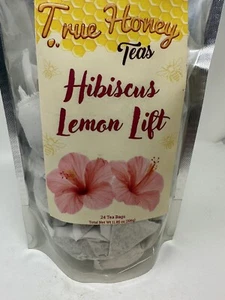 True Honey
Teas
Hibiscus
Lemon Lift
24 Tea Bags